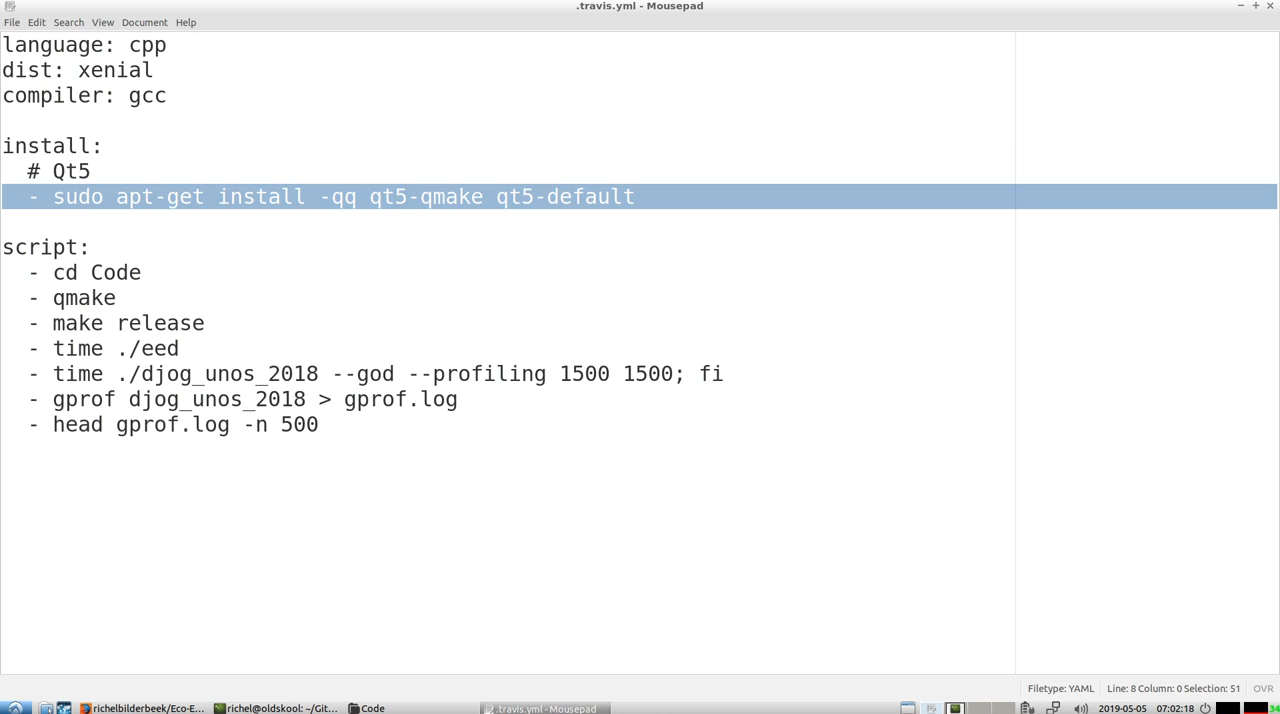 .travis.yml - Mousepad
File Edit Search View Document Help
language: cpp
dist: xenial
compiler: gcc
install:
# Qt5
- sudo apt-get install -qq qt5-qmake qt5-default
script:
- cd Code
- qmake
- make release
- time ./eed
- time ./djog_unos_2018 --god --profiling 1500 1500; fi
- gprof djog_unos_2018 > gprof.log
- head gprof.log -n 500
Filetype: YAML Line: 8 Column: 0 Selection: 51 OVR
richelbilderbeek/Eco-E... richel@oldskool: ~/Git... Code .travis.yml - Mousepad 2019-05-05 07:02:18 34